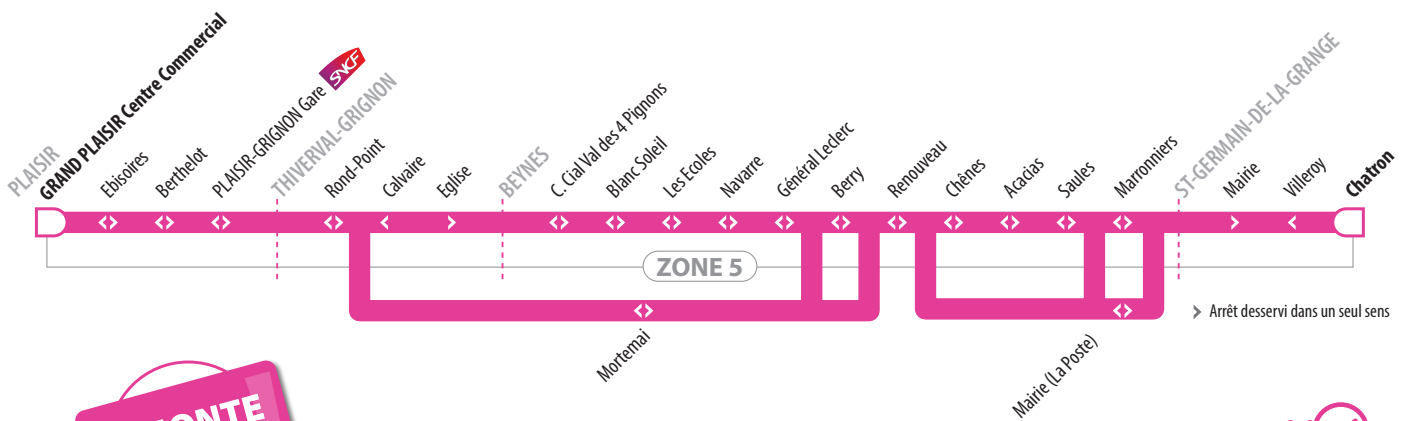 PLAISIR
GRAND PLAISIR Centre Commercial
Ebisoires
Berthelot
PLAISIR-GRIGNON Gare SNCF
THIVERVAL-GRIGNON
Rond-Point
Calvaire
Eglise
BEYNES
C. Cial Val des 4 Pignons
Blanc Soleil
Les Ecoles
Navarre
Général Leclerc
Berry
Renouveau
Chênes
Acacias
Saules
Marronniers
ST-GERMAIN-DE-LA-GRANGE
Mairie
Villeroy
Chatron
ZONE 5
Mortemai
Mairie (La Poste)
> Arrêt desservi dans un seul sens